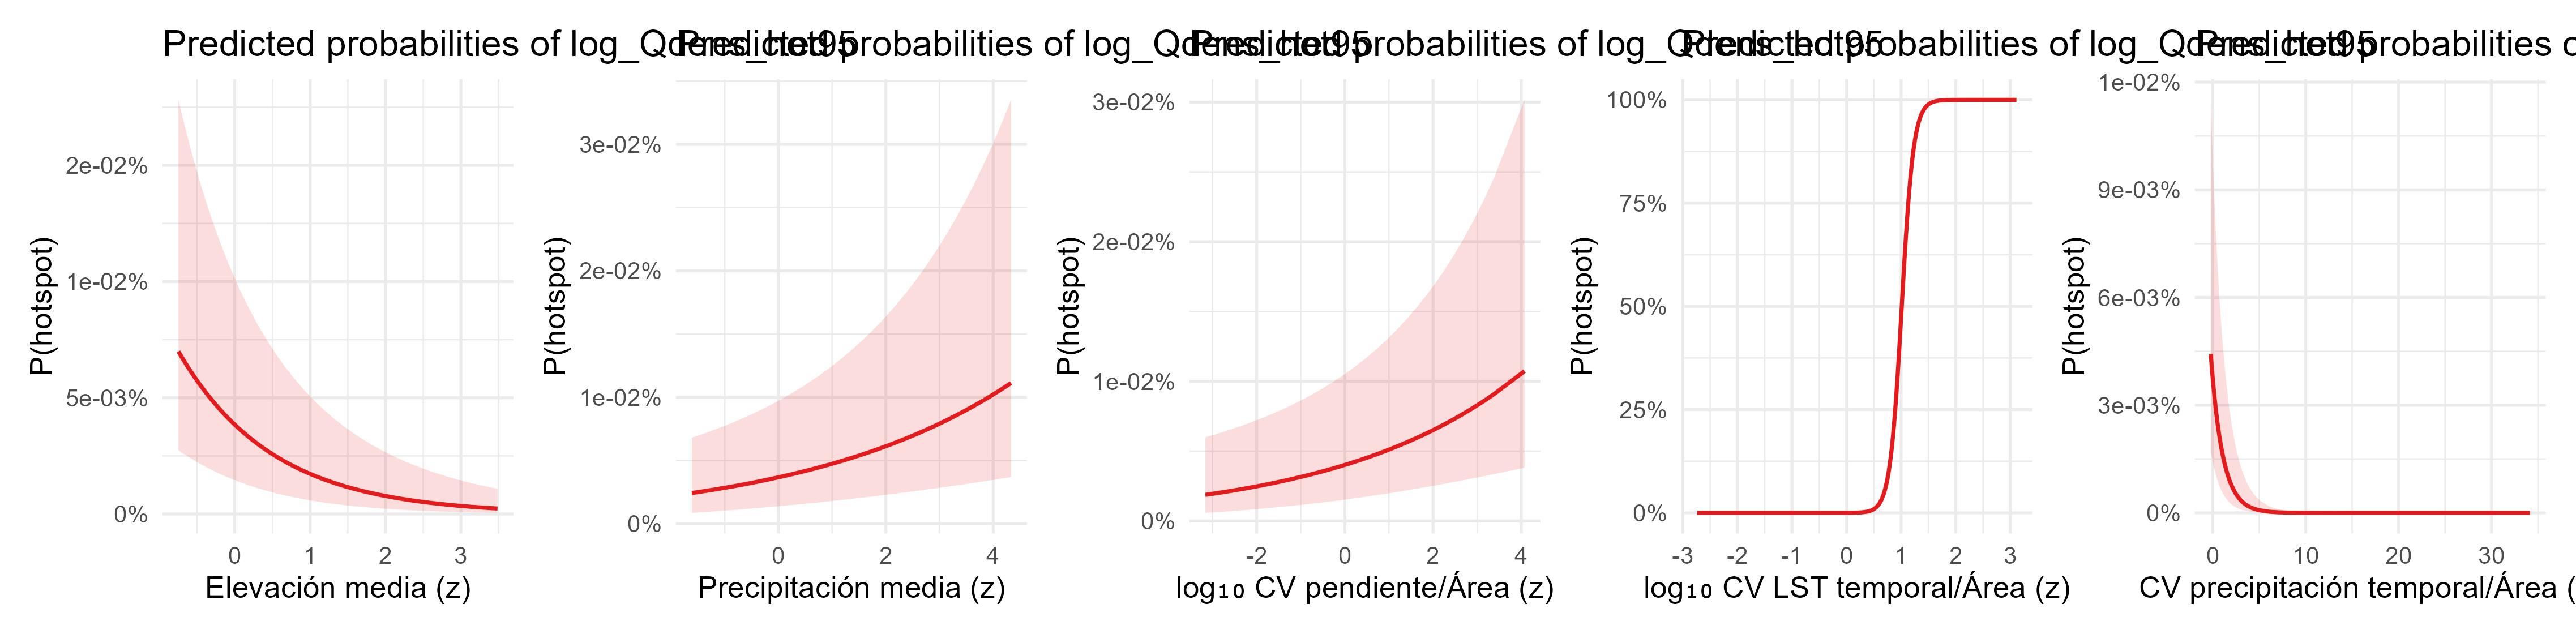 Predicted probabilities of log_Qdens_hot95
P(hotspot)
2e-02%
1e-02%
5e-03%
0%
0 1 2 3
Elevación media (z)
Predicted probabilities of log_Qdens_hot95
P(hotspot)
3e-02%
2e-02%
1e-02%
0%
0 2 4
Precipitación media (z)
Predicted probabilities of log_Qdens_hot95
P(hotspot)
3e-02%
2e-02%
1e-02%
0%
-2 0 2 4
log₁₀ CV pendiente/Área (z)
Predicted probabilities of log_Qdens_hot95
P(hotspot)
100%
75%
50%
25%
0%
-3 -2 -1 0 1 2 3
log₁₀ CV LST temporal/Área (z)
Predicted probabilities o
P(hotspot)
1e-02%
9e-03%
6e-03%
3e-03%
0%
0 10 20 30
CV precipitación temporal/Área (